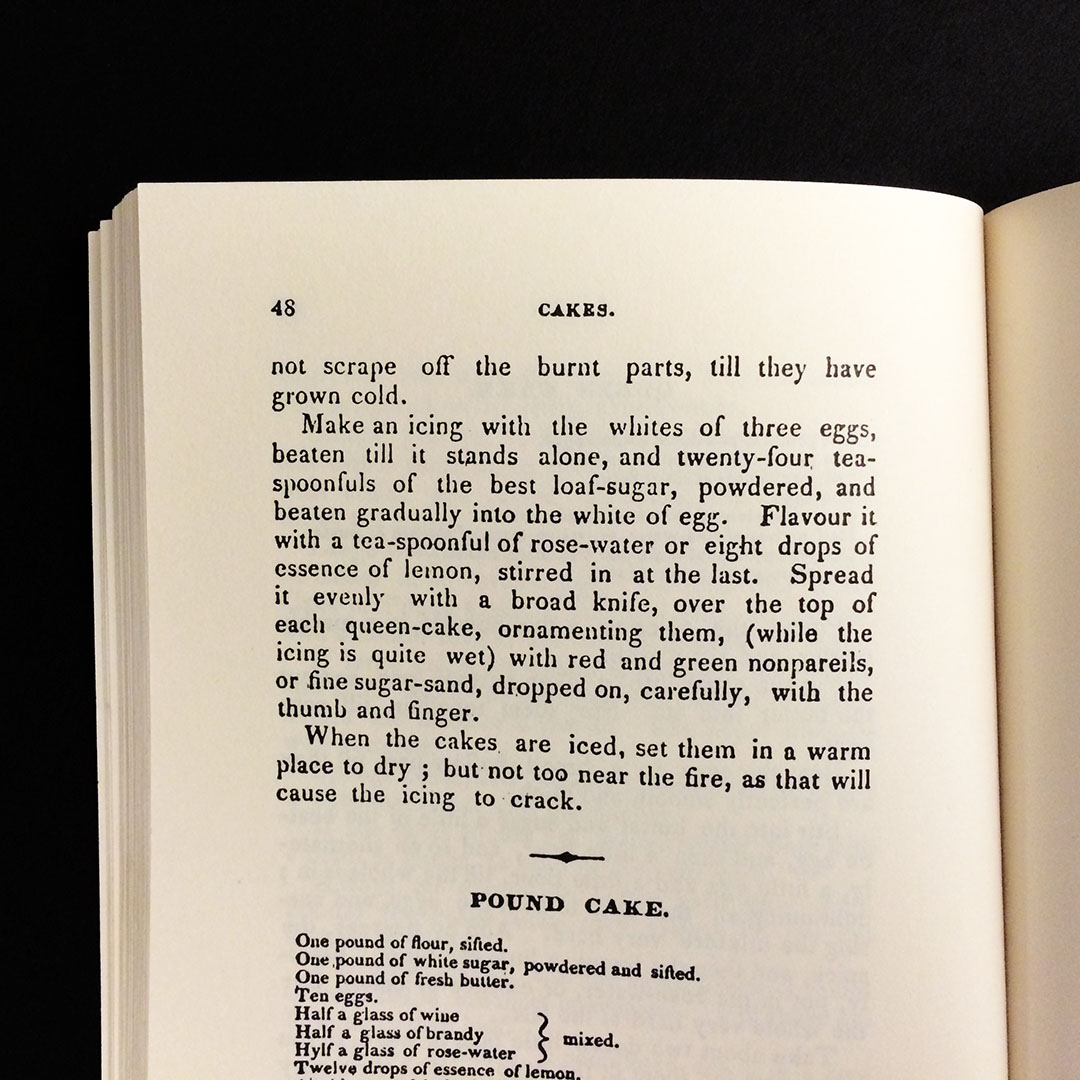 48 CAKES.
not scrape off the burnt parts, till they have
grown cold.
Make an icing with the whites of three eggs,
beaten till it stands alone, and twenty-four tea-
spoonfuls of the best loaf-sugar, powdered, and
beaten gradually into the white of egg. Flavour it
with a tea-spoonful of rose-water or eight drops of
essence of lemon, stirred in at the last. Spread
it evenly with a broad knife, over the top of
each queen-cake, ornamenting them, (while the
icing is quite wet) with red and green nonpareils,
or fine sugar-sand, dropped on, carefully, with the
thumb and finger.
When the cakes are iced, set them in a warm
place to dry ; but not too near the fire, as that will
cause the icing to crack.
POUND CAKE.
One pound of flour, sifted.
One pound of white sugar, powdered and sifted.
One pound of fresh butter.
Ten eggs.
Half a glass of wine
Half a glass of brandy } mixed.
Hylf a glass of rose-water
Twelve drops of essence of lemon.